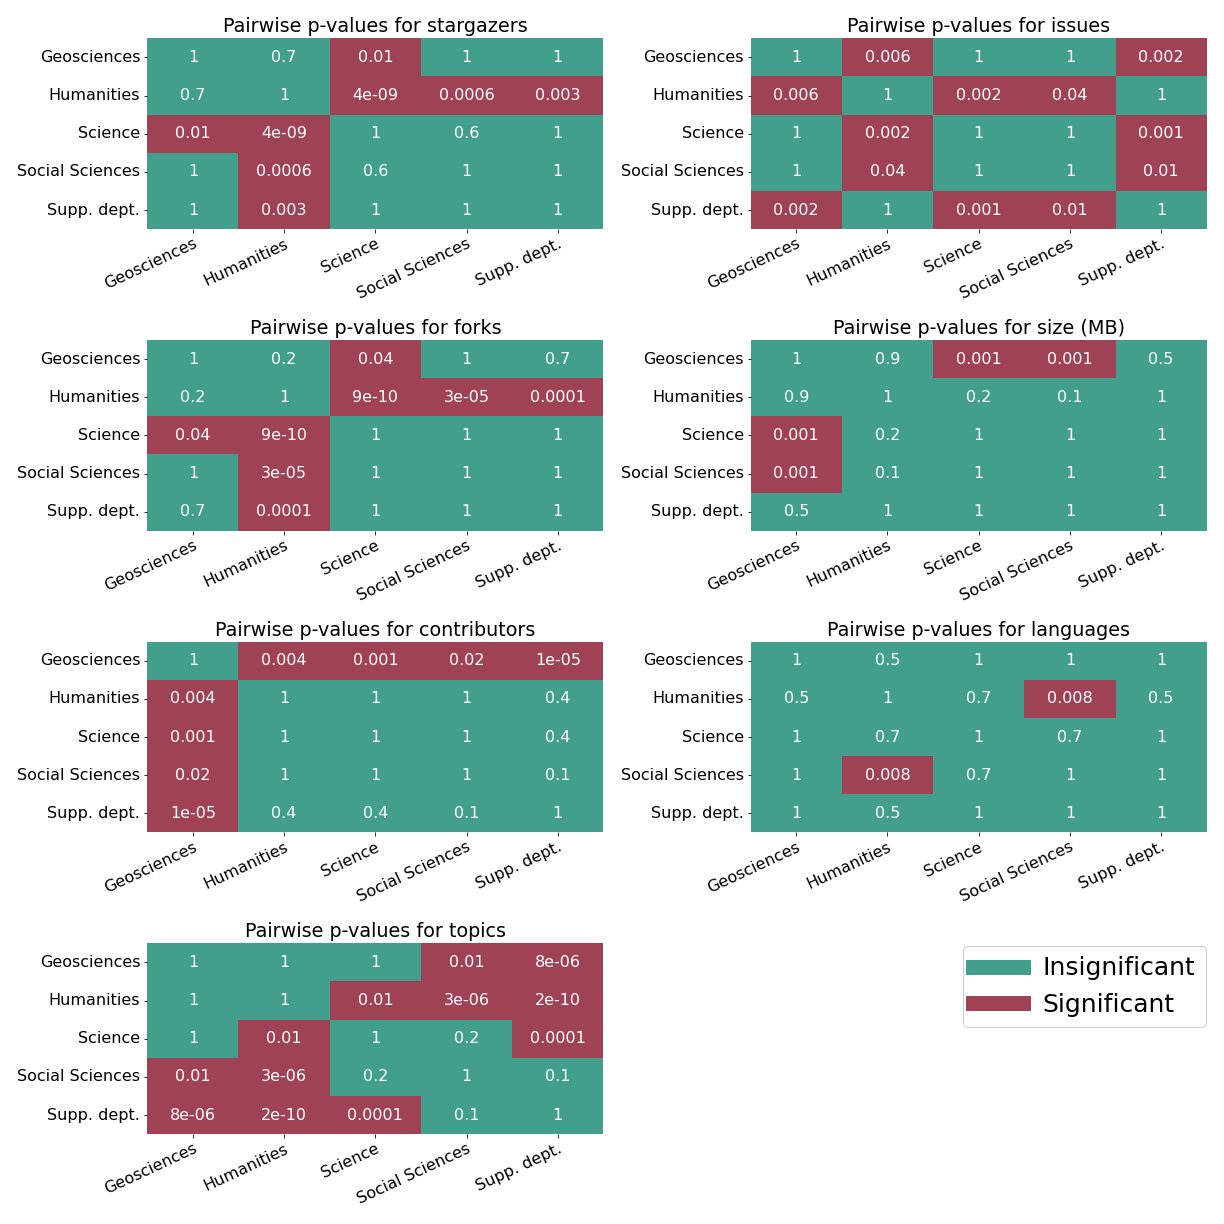 Pairwise p-values for stargazers
Geosciences 1 0.7 0.01 1 1
Humanities 0.7 1 4e-09 0.0006 0.003
Science 0.01 4e-09 1 0.6 1
Social Sciences 1 0.0006 0.6 1 1
Supp. dept. 1 0.003 1 1 1
Geosciences Humanities Science Social Sciences Supp. dept.
Pairwise p-values for issues
Geosciences 1 0.006 1 1 0.002
Humanities 0.006 1 0.002 0.04 1
Science 1 0.002 1 1 0.001
Social Sciences 1 0.04 1 1 0.01
Supp. dept. 0.002 1 0.001 0.01 1
Geosciences Humanities Science Social Sciences Supp. dept.
Pairwise p-values for forks
Geosciences 1 0.2 0.04 1 0.7
Humanities 0.2 1 9e-10 3e-05 0.0001
Science 0.04 9e-10 1 1 1
Social Sciences 1 3e-05 1 1 1
Supp. dept. 0.7 0.0001 1 1 1
Geosciences Humanities Science Social Sciences Supp. dept.
Pairwise p-values for size (MB)
Geosciences 1 0.9 0.001 0.001 0.5
Humanities 0.9 1 0.2 0.1 1
Science 0.001 0.2 1 1 1
Social Sciences 0.001 0.1 1 1 1
Supp. dept. 0.5 1 1 1 1
Geosciences Humanities Science Social Sciences Supp. dept.
Pairwise p-values for contributors
Geosciences 1 0.004 0.001 0.02 1e-05
Humanities 0.004 1 1 1 0.4
Science 0.001 1 1 1 0.4
Social Sciences 0.02 1 1 1 0.1
Supp. dept. 1e-05 0.4 0.4 0.1 1
Geosciences Humanities Science Social Sciences Supp. dept.
Pairwise p-values for languages
Geosciences 1 0.5 1 1 1
Humanities 0.5 1 0.7 0.008 0.5
Science 1 0.7 1 0.7 1
Social Sciences 1 0.008 0.7 1 1
Supp. dept. 1 0.5 1 1 1
Geosciences Humanities Science Social Sciences Supp. dept.
Pairwise p-values for topics
Geosciences 1 1 1 0.01 8e-06
Humanities 1 1 0.01 3e-06 2e-10
Science 1 0.01 1 0.2 0.0001
Social Sciences 0.01 3e-06 0.2 1 0.1
Supp. dept. 8e-06 2e-10 0.0001 0.1 1
Geosciences Humanities Science Social Sciences Supp. dept.
Insignificant
Significant